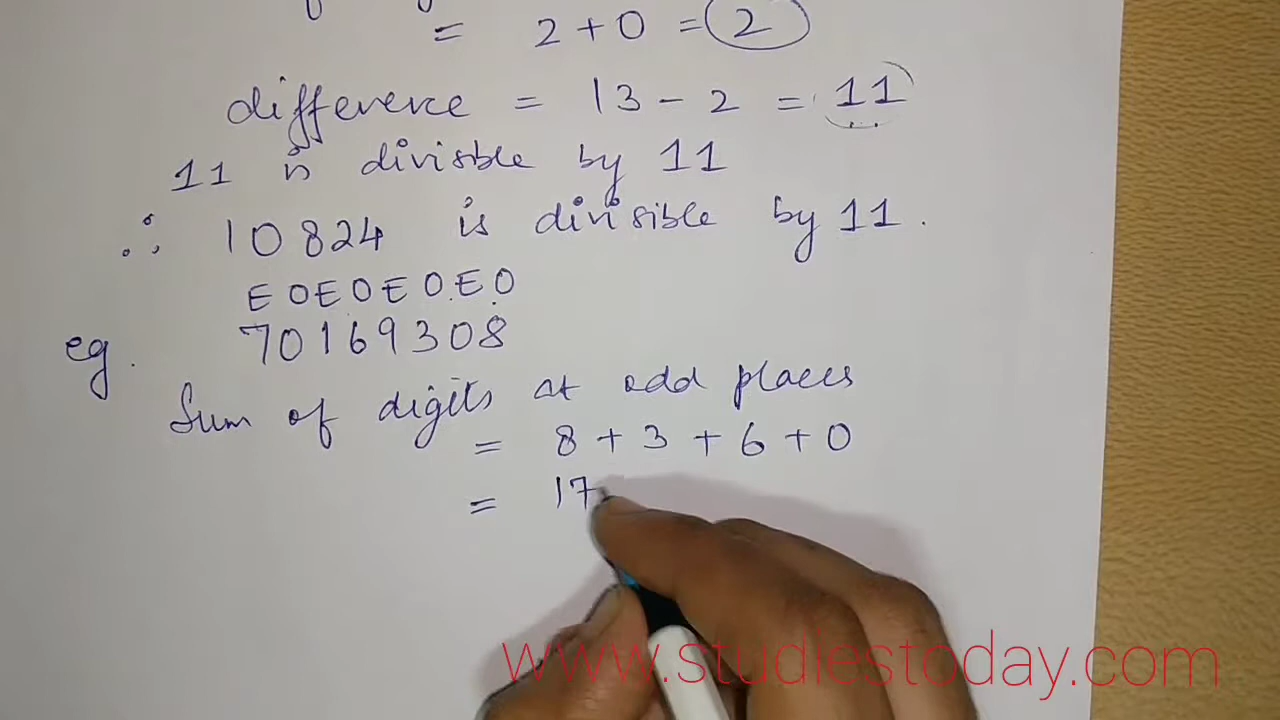 = 2 + 0 = 2
difference = 13 - 2 = 11
11 is divisible by 11
∴ 10824 is divisible by 11.
E O E O E O E O
eg. 70169308
Sum of digits at odd places
= 8 + 3 + 6 + 0
= 17
www.studiestoday.com